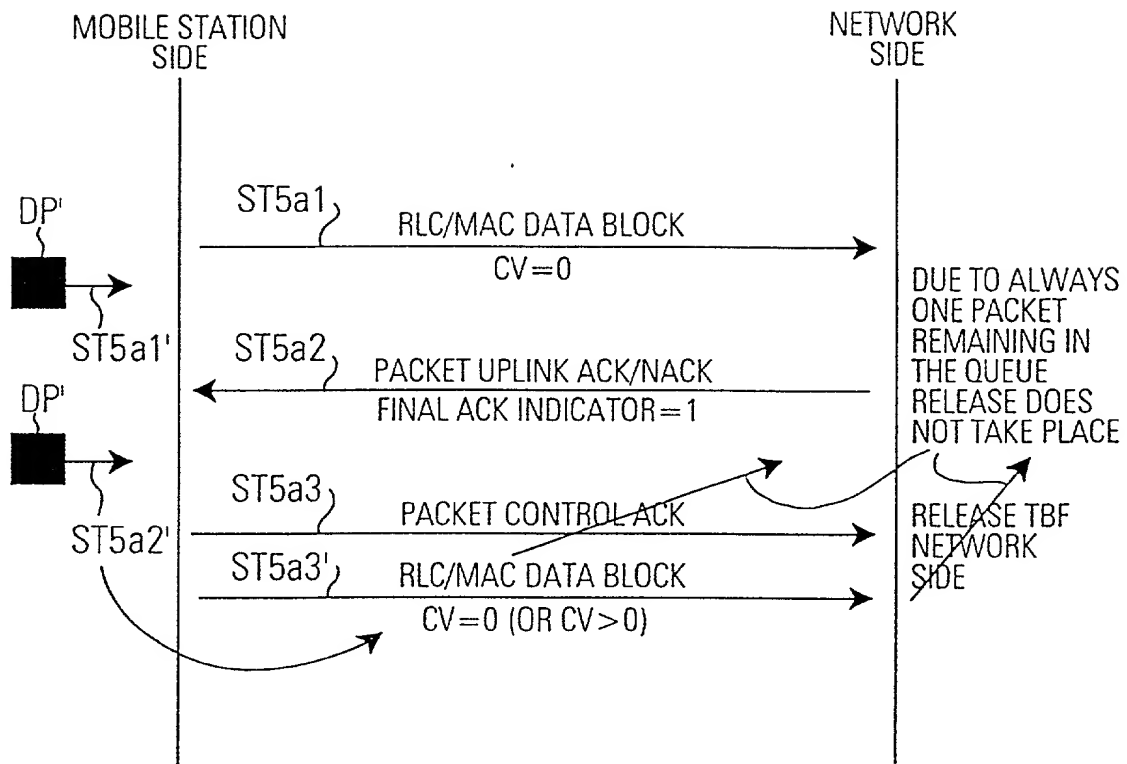 MOBILE STATION
SIDE
NETWORK
SIDE
DP'
ST5a1
RLC/MAC DATA BLOCK
CV=0
ST5a1'
DUE TO ALWAYS
ONE PACKET
REMAINING IN
THE QUEUE
RELEASE DOES
NOT TAKE PLACE
ST5a2
PACKET UPLINK ACK/NACK
FINAL ACK INDICATOR=1
DP'
ST5a2'
ST5a3
PACKET CONTROL ACK
RELEASE TBF
NETWORK
SIDE
ST5a3'
RLC/MAC DATA BLOCK
CV=0 (OR CV>0)